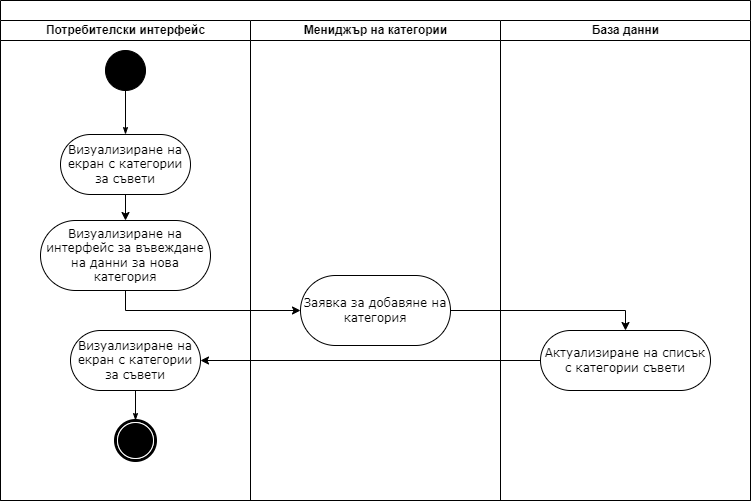 Потребителски интерфейс
Мениджър на категории
База данни
Визуализиране на
екран с категории
за съвети
Визуализиране на
интерфейс за въвеждане
на данни за нова
категория
Заявка за добавяне на
категория
Актуализиране на списък
с категории съвети
Визуализиране на
екран с категории
за съвети